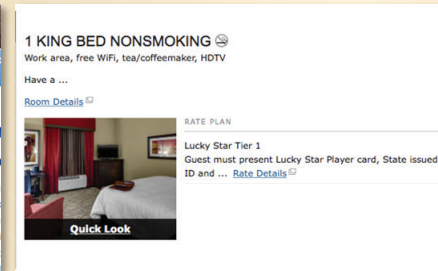 1 KING BED NONSMOKING
Work area, free WiFi, tea/coffeemaker, HDTV
Have a ...
Room Details
RATE PLAN
Lucky Star Tier 1
Guest must present Lucky Star Player card, State issued
ID and ... Rate Details
Quick Look